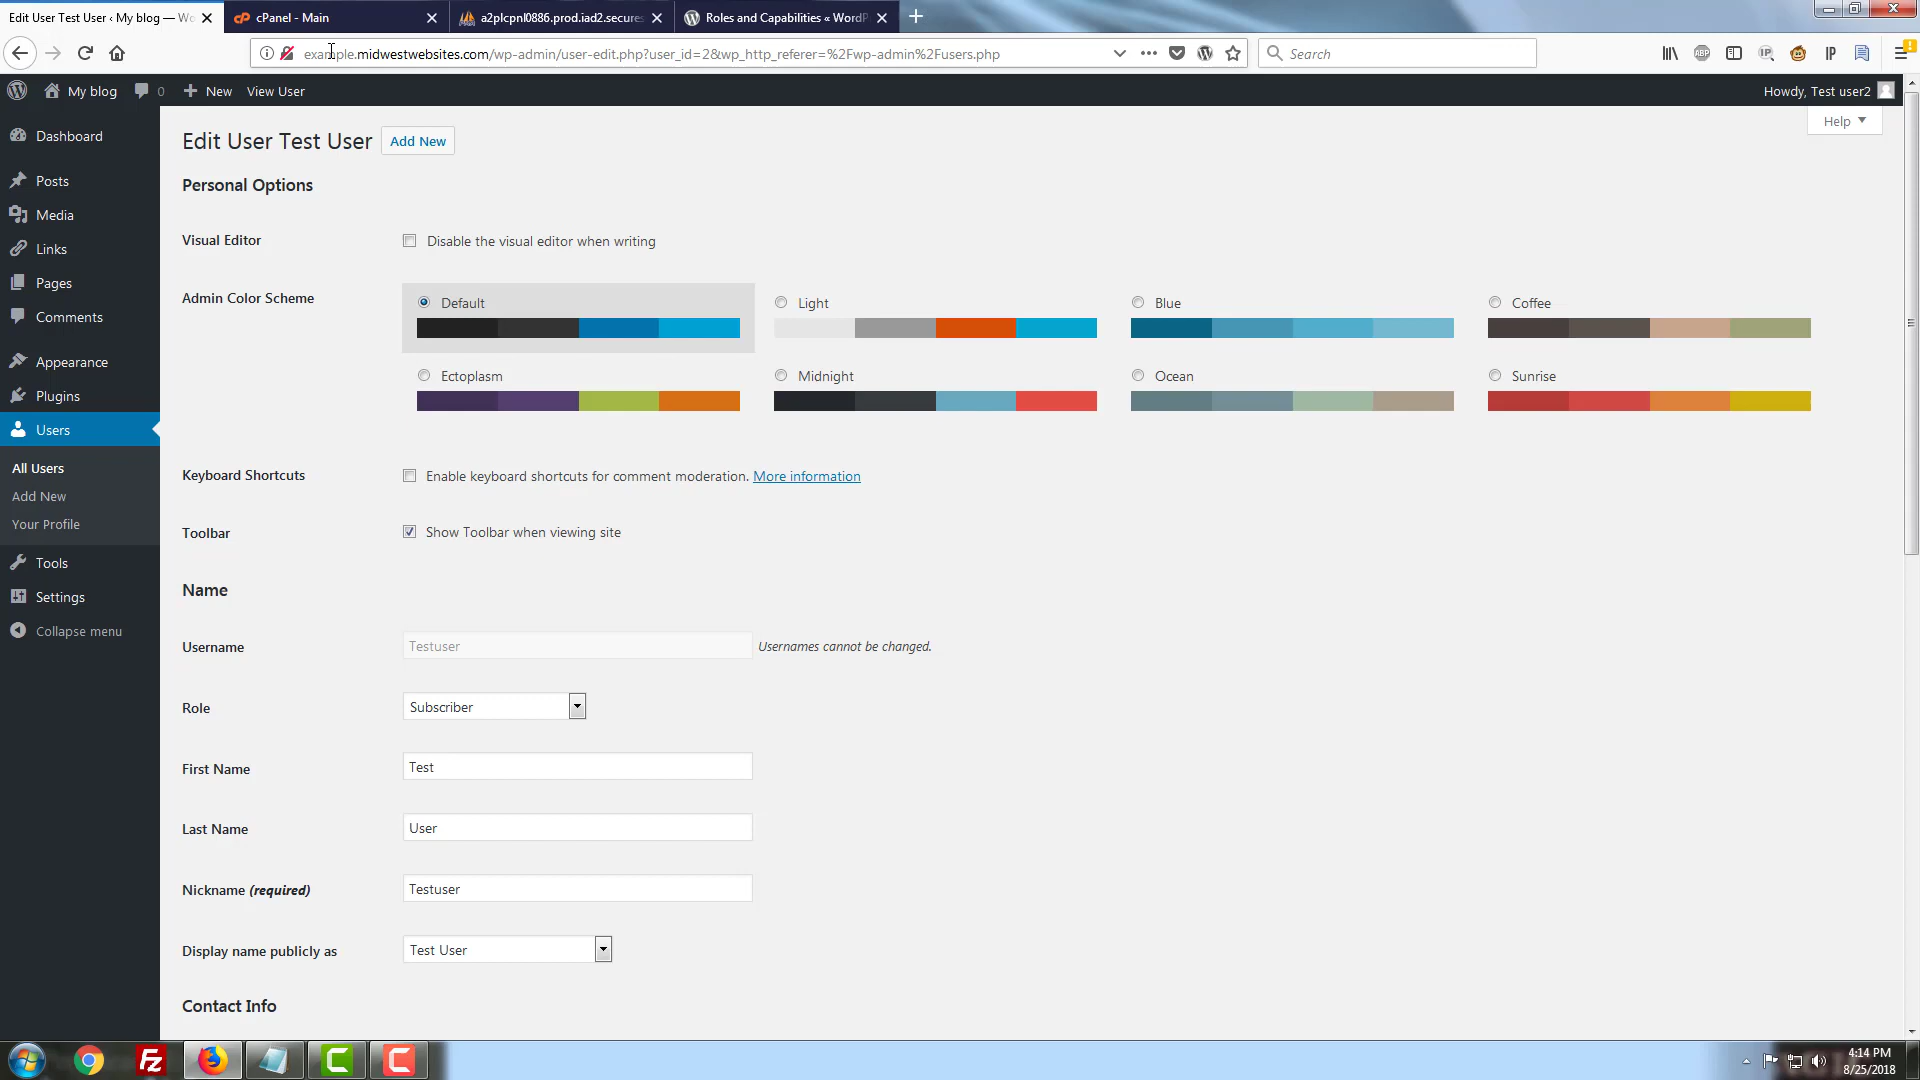 Edit User Test User ‹ My blog — Wo
cPanel - Main
a2plcpnl0886.prod.iad2.secures
Roles and Capabilities « WordP
example.midwestwebsites.com/wp-admin/user-edit.php?user_id=2&wp_http_referer=%2Fwp-admin%2Fusers.php
Search
My blog
0
New
View User
Howdy, Test user2
Help
Dashboard
Posts
Media
Links
Pages
Comments
Appearance
Plugins
Users
All Users
Add New
Your Profile
Tools
Settings
Collapse menu
Edit User Test User
Add New
Personal Options
Visual Editor
Disable the visual editor when writing
Admin Color Scheme
Default
Light
Blue
Coffee
Ectoplasm
Midnight
Ocean
Sunrise
Keyboard Shortcuts
Enable keyboard shortcuts for comment moderation. More information
Toolbar
Show Toolbar when viewing site
Name
Username
Testuser
Usernames cannot be changed.
Role
Subscriber
First Name
Test
Last Name
User
Nickname (required)
Testuser
Display name publicly as
Test User
Contact Info
4:14 PM
8/25/2018